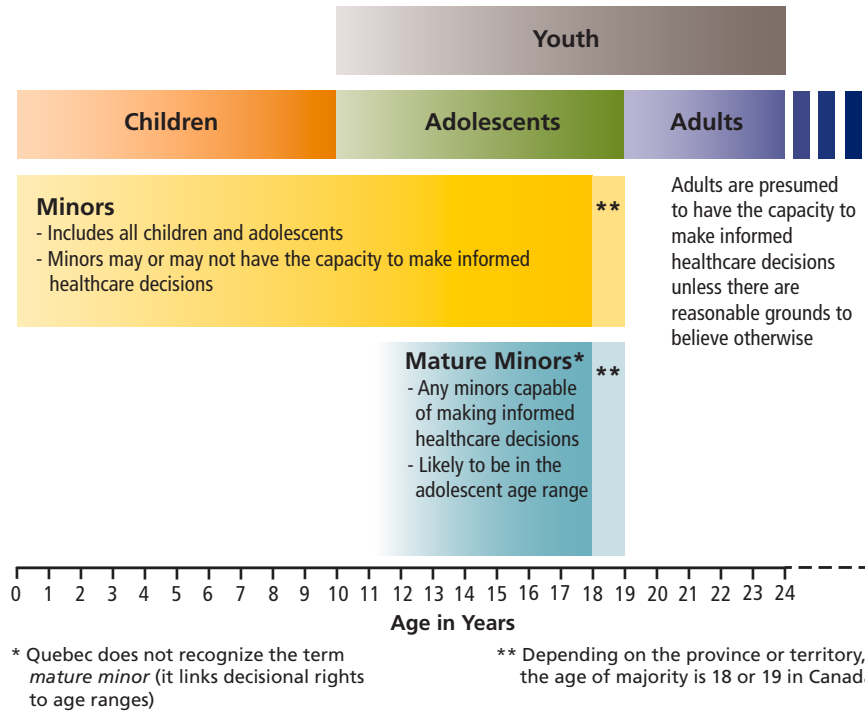 Youth
Children
Adolescents
Adults
Minors
- Includes all children and adolescents
- Minors may or may not have the capacity to make informed
healthcare decisions
**
Adults are presumed
to have the capacity to
make informed
healthcare decisions
unless there are
reasonable grounds to
believe otherwise
Mature Minors*
- Any minors capable
of making informed
healthcare decisions
- Likely to be in the
adolescent age range
**
0 1 2 3 4 5 6 7 8 9 10 11 12 13 14 15 16 17 18 19 20 21 22 23 24
Age in Years
* Quebec does not recognize the term
mature minor (it links decisional rights
to age ranges)
** Depending on the province or territory,
the age of majority is 18 or 19 in Canada